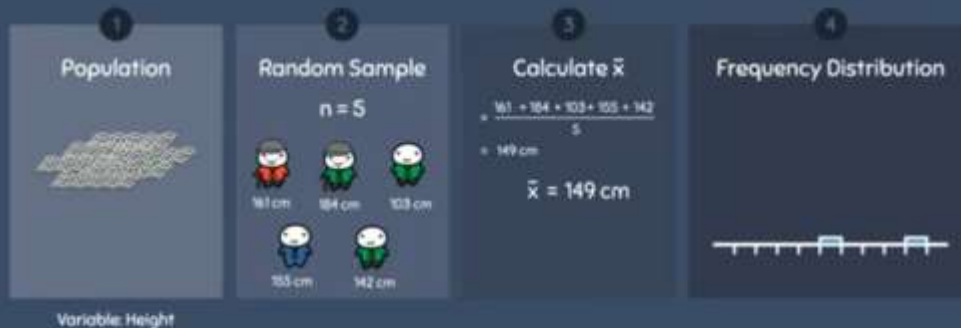 1
Population
Variable: Height
2
Random Sample
n = 5
161 cm
184 cm
103 cm
155 cm
142 cm
3
Calculate x̄
= 161 + 184 + 103 + 155 + 142
5
= 149 cm
x̄ = 149 cm
4
Frequency Distribution